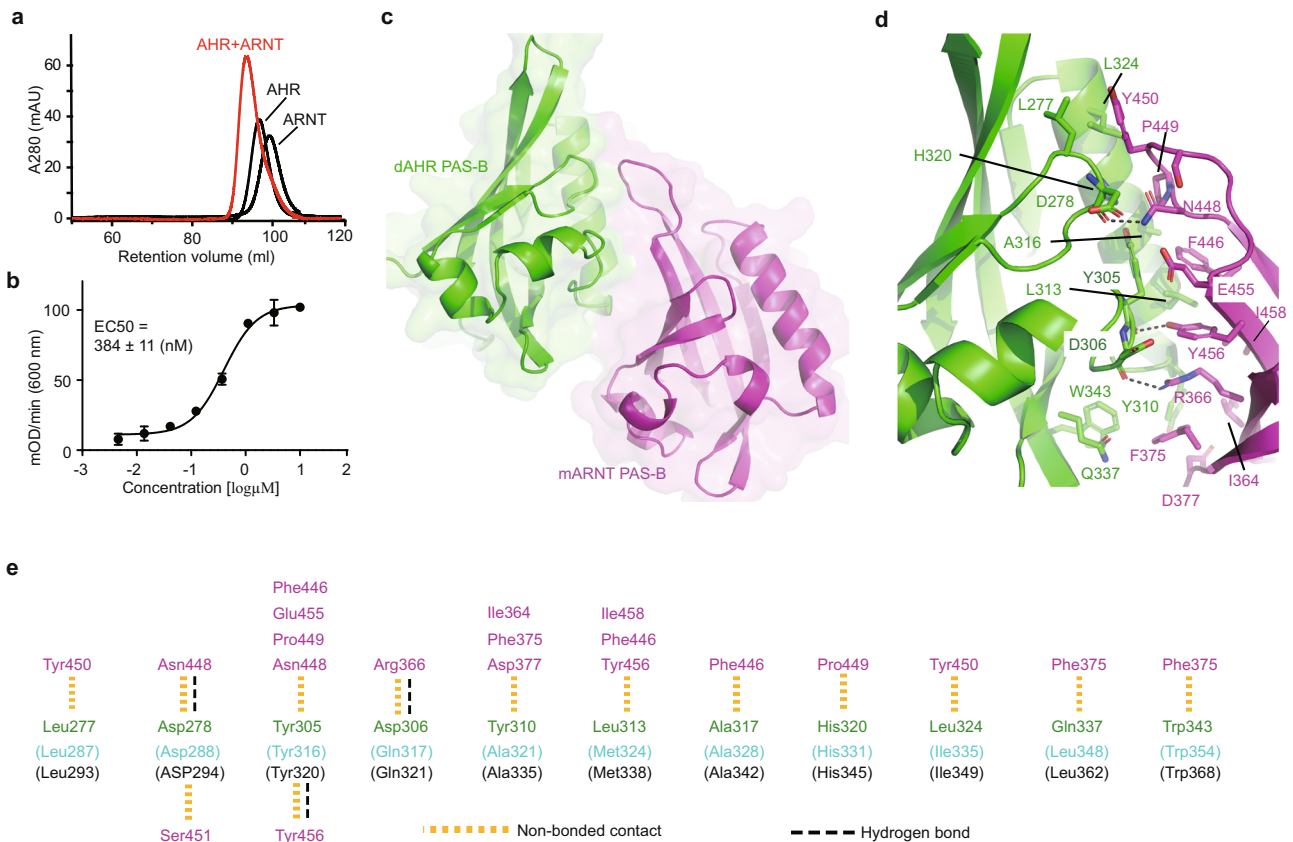 a
AHR+ARNT
AHR
ARNT
A280 (mAU)
60
40
20
0
60
80
100
120
Retention volume (ml)
b
EC50 =
384 ± 11 (nM)
mOD/min (600 nm)
100
50
0
-3
-2
-1
0
1
2
Concentration [logμM]
c
dAHR PAS-B
mARNT PAS-B
d
L324
L277
Y450
P449
H320
D278
N448
A316
F446
Y305
L313
E455
I458
D306
Y456
W343
R366
Y310
F375
Q337
I364
D377
e
Phe446
Glu455
Ile364
Ile458
Pro449
Phe375
Phe446
Tyr450 Asn448 Asn448 Arg366 Asp377 Tyr456 Phe446 Pro449 Tyr450 Phe375 Phe375
Leu277 Asp278 Tyr305 Asp306 Tyr310 Leu313 Ala317 His320 Leu324 Gln337 Trp343
(Leu287) (Asp288) (Tyr316) (Gln317) (Ala321) (Met324) (Ala328) (His331) (Ile335) (Leu348) (Trp354)
(Leu293) (ASP294) (Tyr320) (Gln321) (Ala335) (Met338) (Ala342) (His345) (Ile349) (Leu362) (Trp368)
Ser451 Tyr456
Non-bonded contact
Hydrogen bond